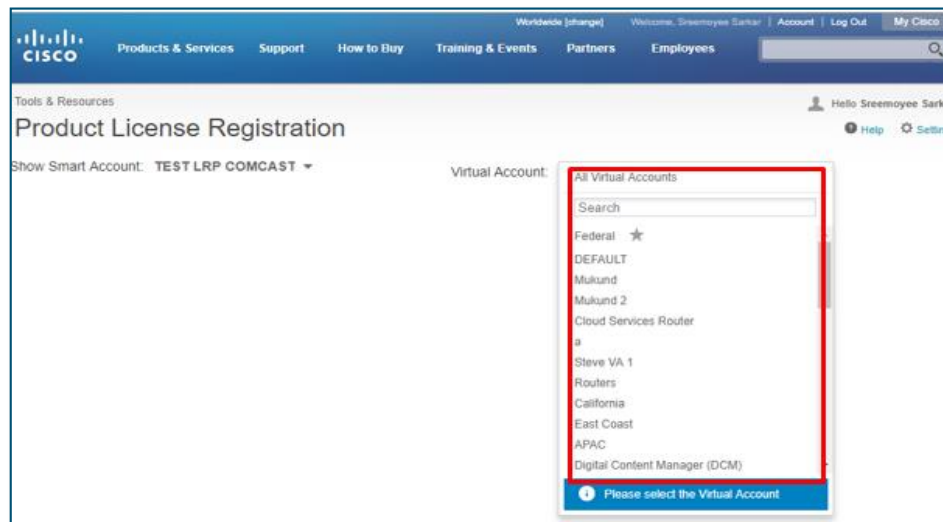 Worldwide [change] Welcome, Sreemoyee Sarkar Account Log Out My Cisco
CISCO Products & Services Support How to Buy Training & Events Partners Employees
Tools & Resources
Hello Sreemoyee Sark
Product License Registration
Help Settin
Show Smart Account: TEST LRP COMCAST
Virtual Account:
All Virtual Accounts
Search
Federal
DEFAULT
Mukund
Mukund 2
Cloud Services Router
a
Steve VA 1
Routers
California
East Coast
APAC
Digital Content Manager (DCM)
Please select the Virtual Account